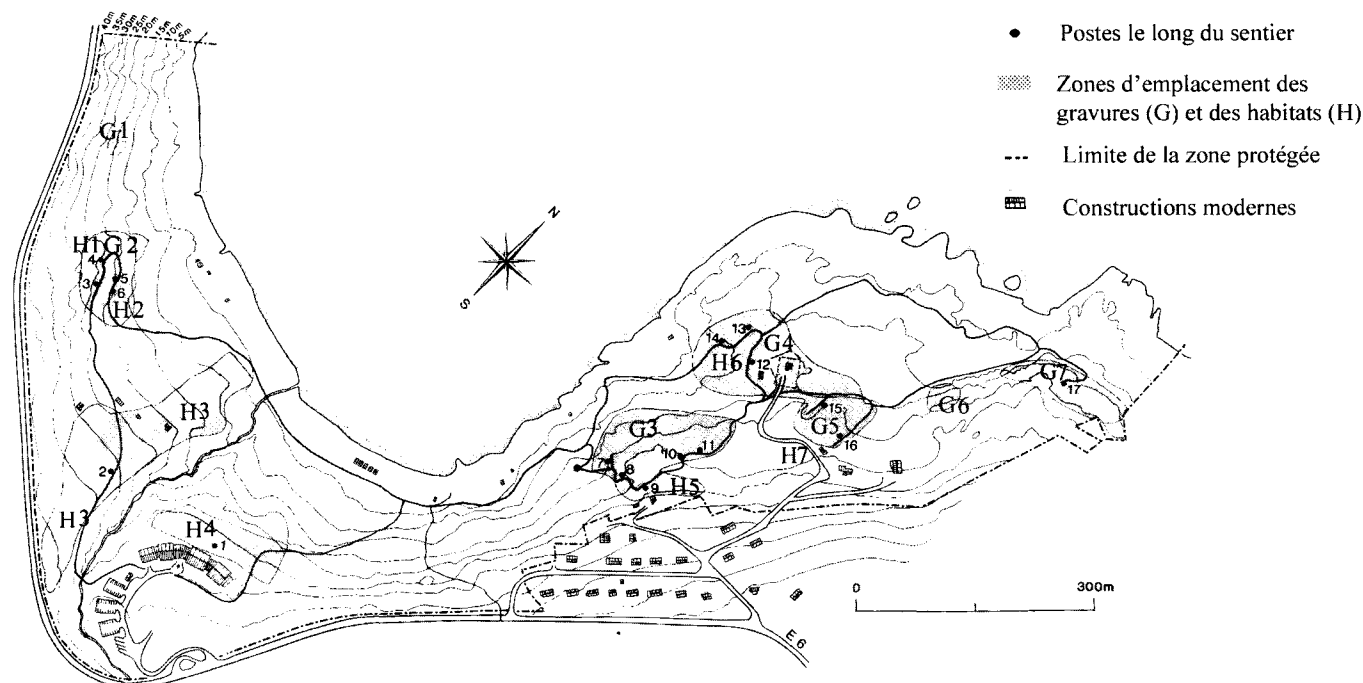 40m
35m
30m
25m
20m
15m
10m
5m
Postes le long du sentier
Zones d'emplacement des
gravures (G) et des habitats (H)
Limite de la zone protégée
Constructions modernes
N
S
G1
H1 G2
4
3
5
6
H2
H3
2
H3
H4
1
G3
7
8
9
10
11
H5
13
14
G4
H6
12
15
G5
16
H7
G6
G7
17
0
300m
E 6